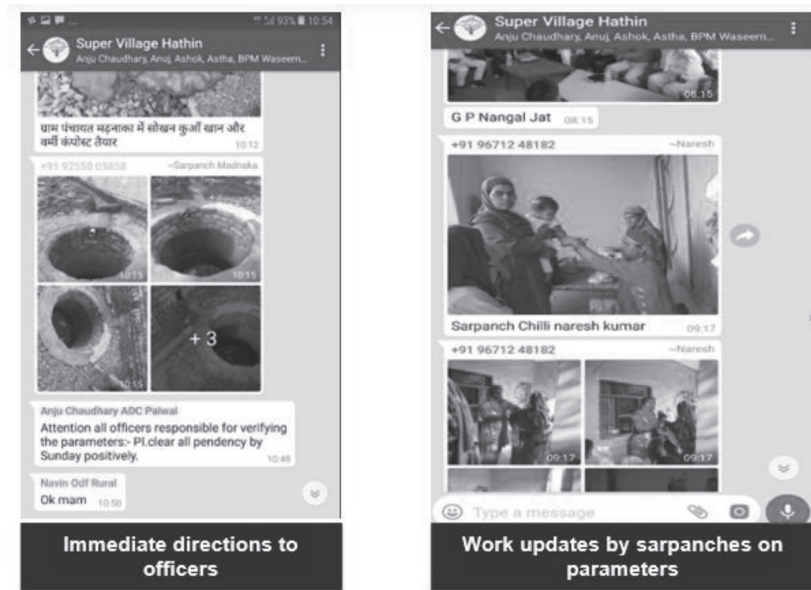 93% 10:54
Super Village Hathin
Anju Chaudhary, Anuj, Ashok, Astha, BPM Waseem...
ग्राम पंचायत मढ़नाका में सोखन कुआँ खान और
वर्मी कंपोस्ट तैयार
10:12
+91 92550 05858 ~Sarpanch Madnaka
10:15 10:15
10:15 + 3
Anju Chaudhary ADC Palwal
Attention all officers responsible for verifying
the parameters:- Pl.clear all pendency by
Sunday positively.
10:48
Navin Odf Rural
Ok mam 10:50
Immediate directions to
officers
Super Village Hathin
Anju Chaudhary, Anuj, Ashok, Astha, BPM Waseem...
08:15
G P Nangal Jat 08:15
+91 96712 48182 ~Naresh
Sarpanch Chilli naresh kumar 09:17
+91 96712 48182 ~Naresh
09:17 09:17
Type a message
Work updates by sarpanches on
parameters